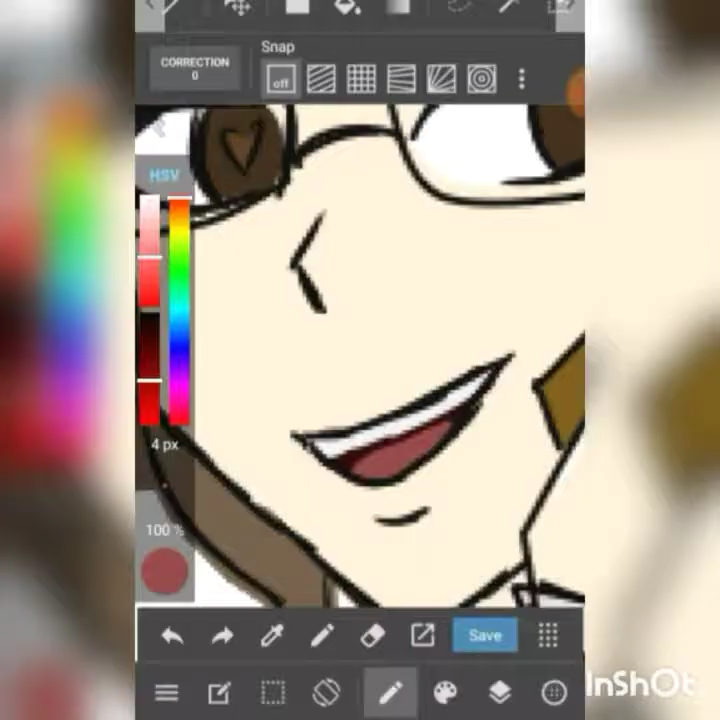 Snap
CORRECTION
0
off
HSV
4 px
100 %
Save
InShOt